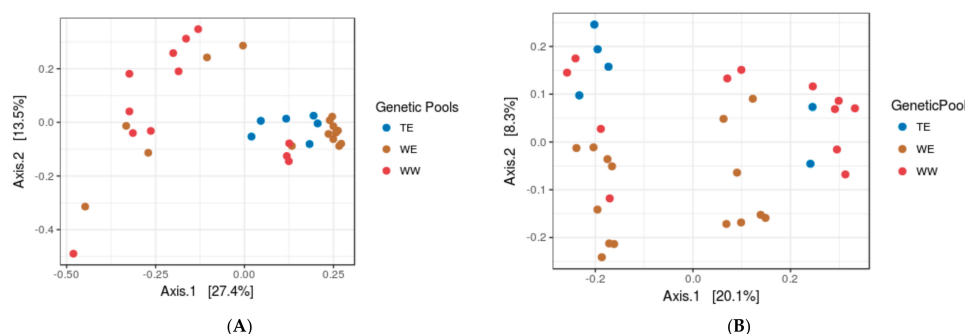 0.2
0.0
-0.2
-0.4
Axis.2 [13.5%]
-0.50
-0.25
0.00
0.25
Axis.1 [27.4%]
Genetic Pools
TE
WE
WW
(A)
0.2
0.1
0.0
-0.1
-0.2
Axis.2 [8.3%]
-0.2
0.0
0.2
Axis.1 [20.1%]
GeneticPool
TE
WE
WW
(B)